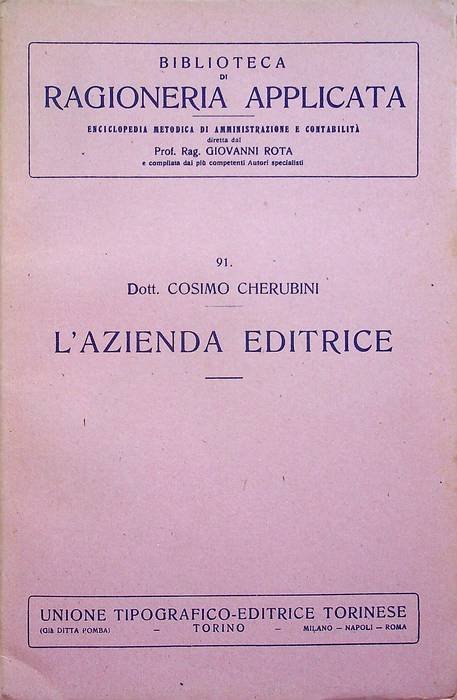 BIBLIOTECA
DI
RAGIONERIA APPLICATA
ENCICLOPEDIA METODICA DI AMMINISTRAZIONE E CONTABILITÀ
diretta dal
Prof. Rag. GIOVANNI ROTA
e compilata dai più competenti Autori specialisti
91.
Dott. COSIMO CHERUBINI
L'AZIENDA EDITRICE
UNIONE TIPOGRAFICO-EDITRICE TORINESE
(GIÀ DITTA POMBA) – TORINO – MILANO – NAPOLI – ROMA